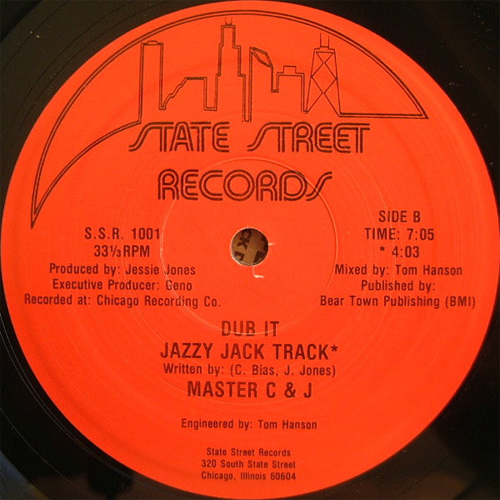 STATE STREET
RECORDS
S.S.R. 1001
33⅓RPM
Produced by: Jessie Jones
Executive Producer: Geno
Recorded at: Chicago Recording Co.
SIDE B
TIME: 7:05
* 4:03
Mixed by: Tom Hanson
Published by:
Bear Town Publishing (BMI)
DUB IT
JAZZY JACK TRACK*
Written by: (C. Bias, J. Jones)
MASTER C & J
Engineered by: Tom Hanson
State Street Records
320 South State Street
Chicago, Illinois 60604